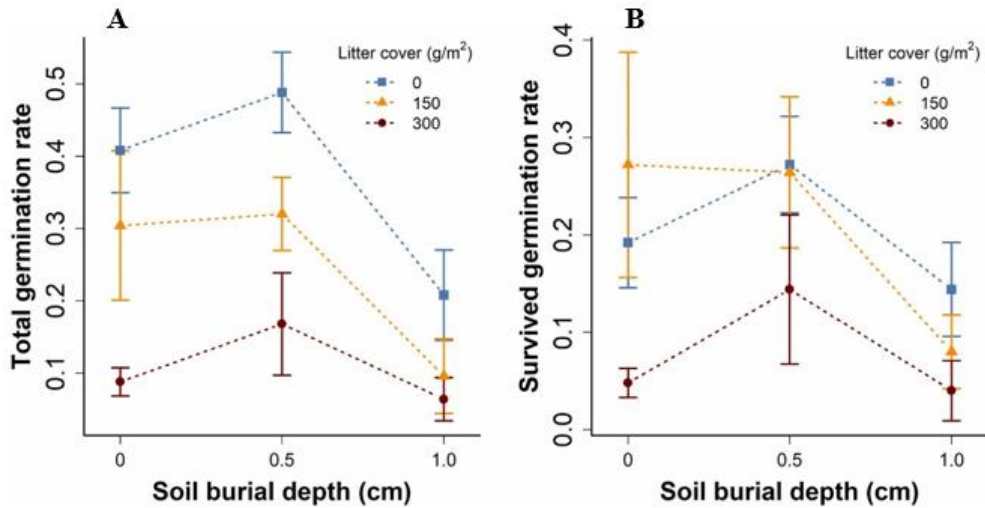 A
Total germination rate
0.5
0.4
0.3
0.2
0.1
Litter cover (g/m²)
0
150
300
0
0.5
1.0
Soil burial depth (cm)
B
Survived germination rate
0.4
0.3
0.2
0.1
0.0
Litter cover (g/m²)
0
150
300
0
0.5
1.0
Soil burial depth (cm)